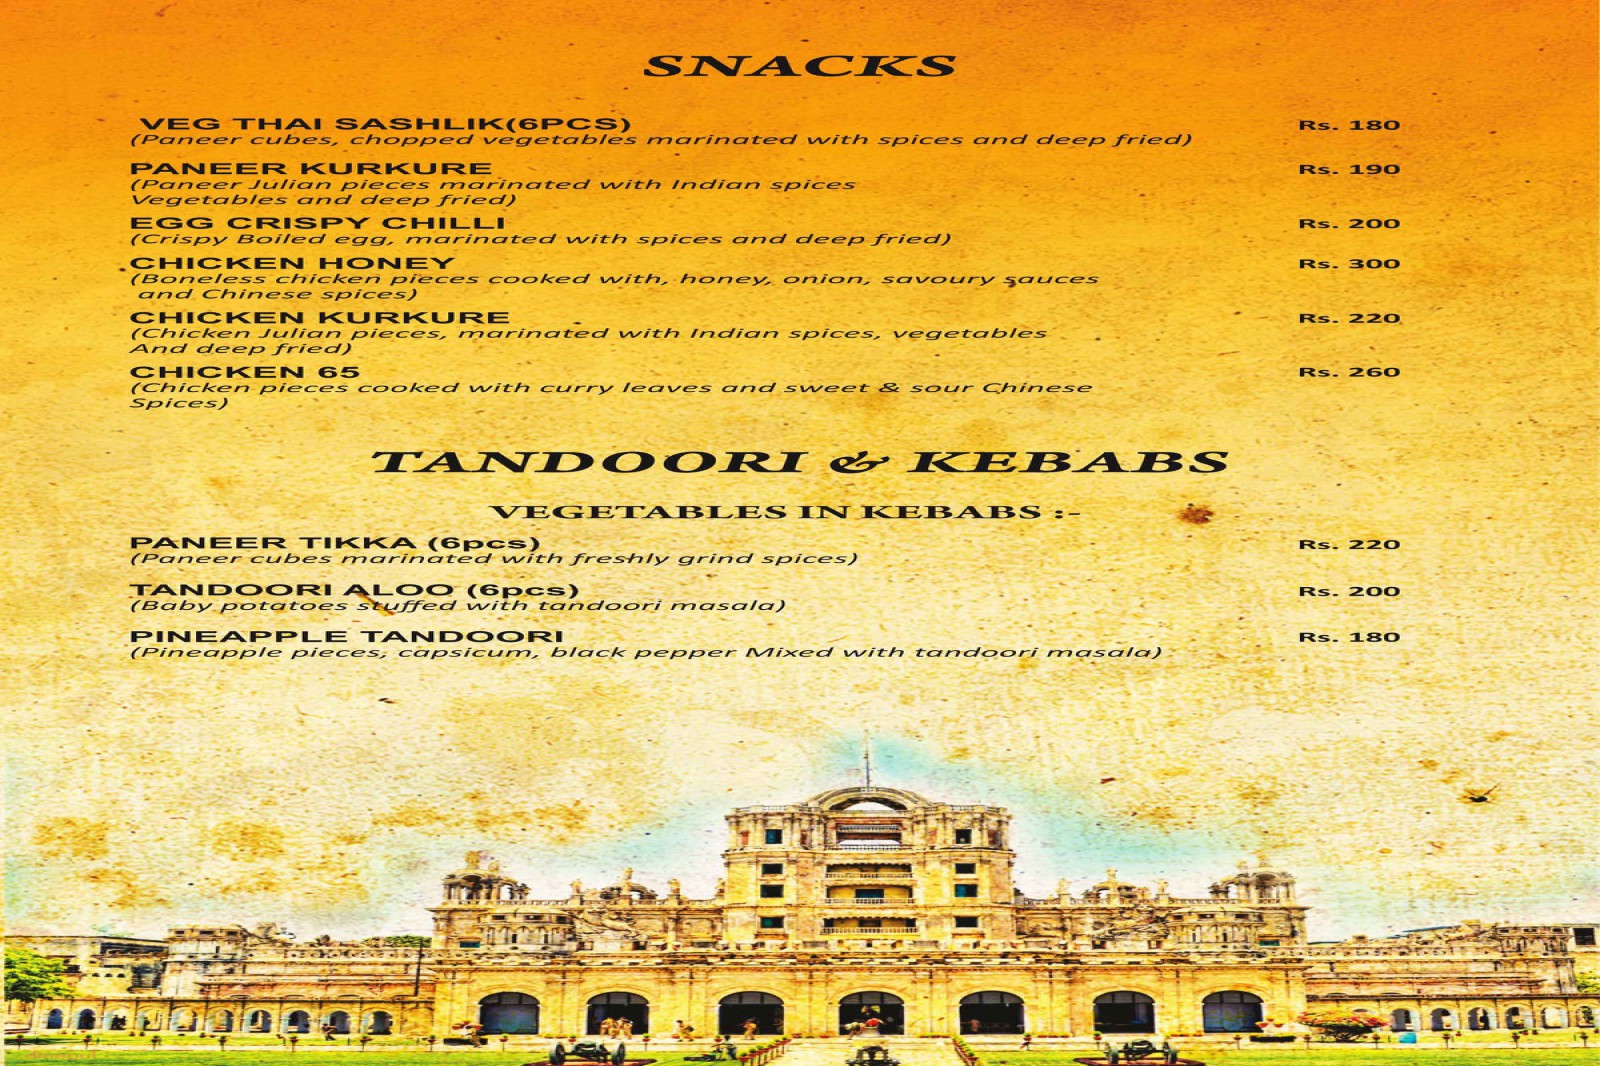 SNACKS
VEG THAI SASHLIK(6PCS) Rs. 180
(Paneer cubes, chopped vegetables marinated with spices and deep fried)
PANEER KURKURE Rs. 190
(Paneer Julian pieces marinated with Indian spices
Vegetables and deep fried)
EGG CRISPY CHILLI Rs. 200
(Crispy Boiled egg, marinated with spices and deep fried)
CHICKEN HONEY Rs. 300
(Boneless chicken pieces cooked with, honey, onion, savoury sauces
and Chinese spices)
CHICKEN KURKURE Rs. 220
(Chicken Julian pieces, marinated with Indian spices, vegetables
And deep fried)
CHICKEN 65 Rs. 260
(Chicken pieces cooked with curry leaves and sweet & sour Chinese
Spices)
TANDOORI & KEBABS
VEGETABLES IN KEBABS :-
PANEER TIKKA (6pcs) Rs. 220
(Paneer cubes marinated with freshly grind spices)
TANDOORI ALOO (6pcs) Rs. 200
(Baby potatoes stuffed with tandoori masala)
PINEAPPLE TANDOORI Rs. 180
(Pineapple pieces, capsicum, black pepper Mixed with tandoori masala)